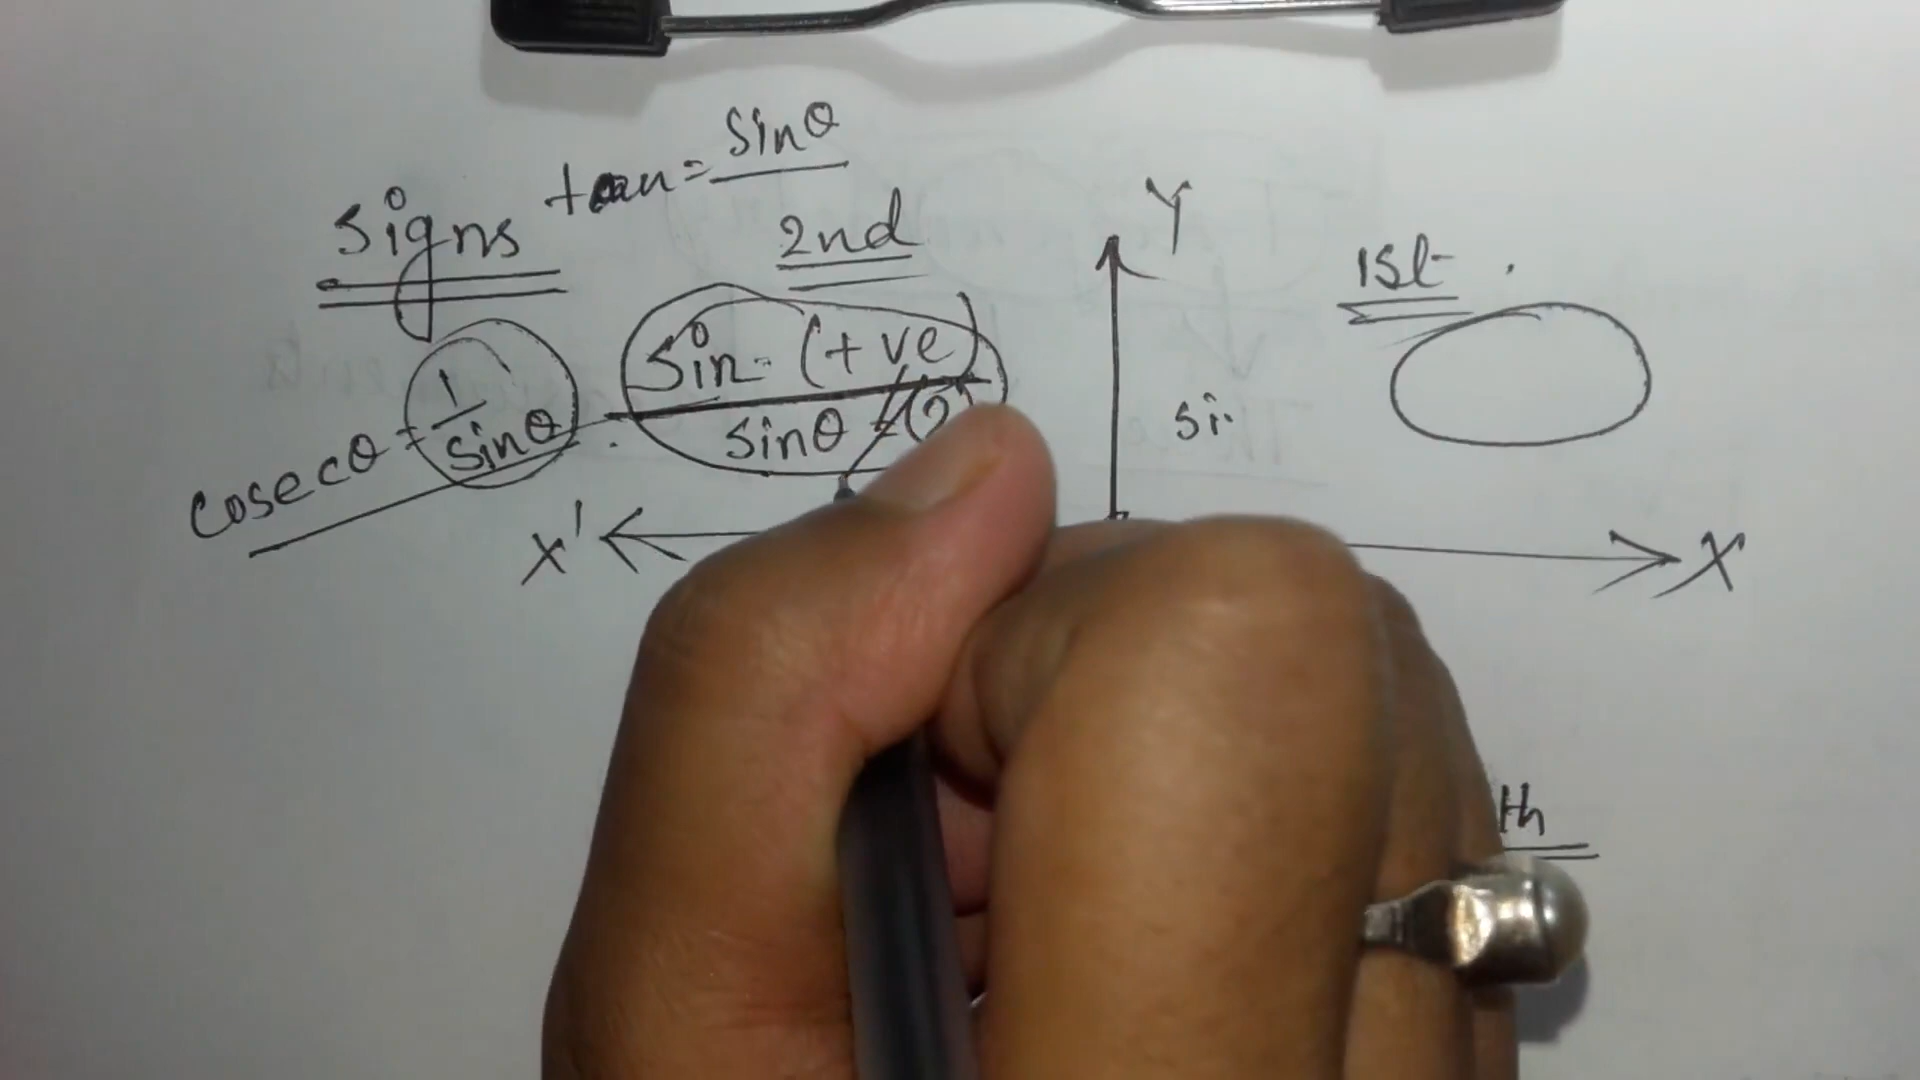 tan = sinθ
Signs
2nd
Y
1st
Sin - (+ve)
cosecθ = 1/sinθ
sinθ
Si
X'
X
th